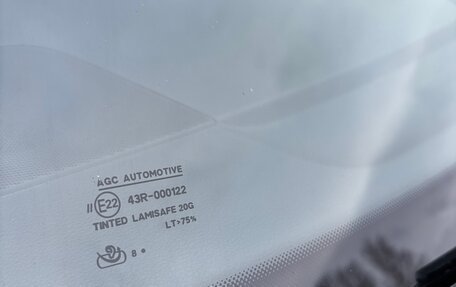 AGC AUTOMOTIVE
II E22 43R-000122
TINTED LAMISAFE 20G
LT>75%
8 •